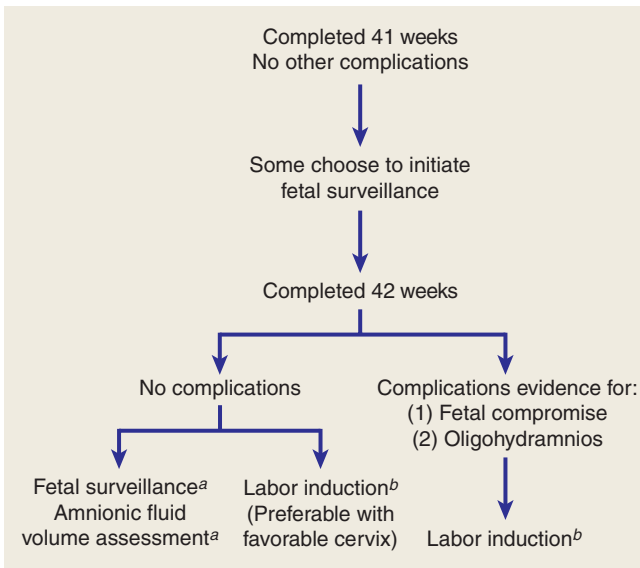 Completed 41 weeks
No other complications
Some choose to initiate
fetal surveillance
Completed 42 weeks
No complications
Complications evidence for:
(1) Fetal compromise
(2) Oligohydramnios
Fetal surveillanceᵃ
Amnionic fluid
volume assessmentᵃ
Labor inductionᵇ
(Preferable with
favorable cervix)
Labor inductionᵇ